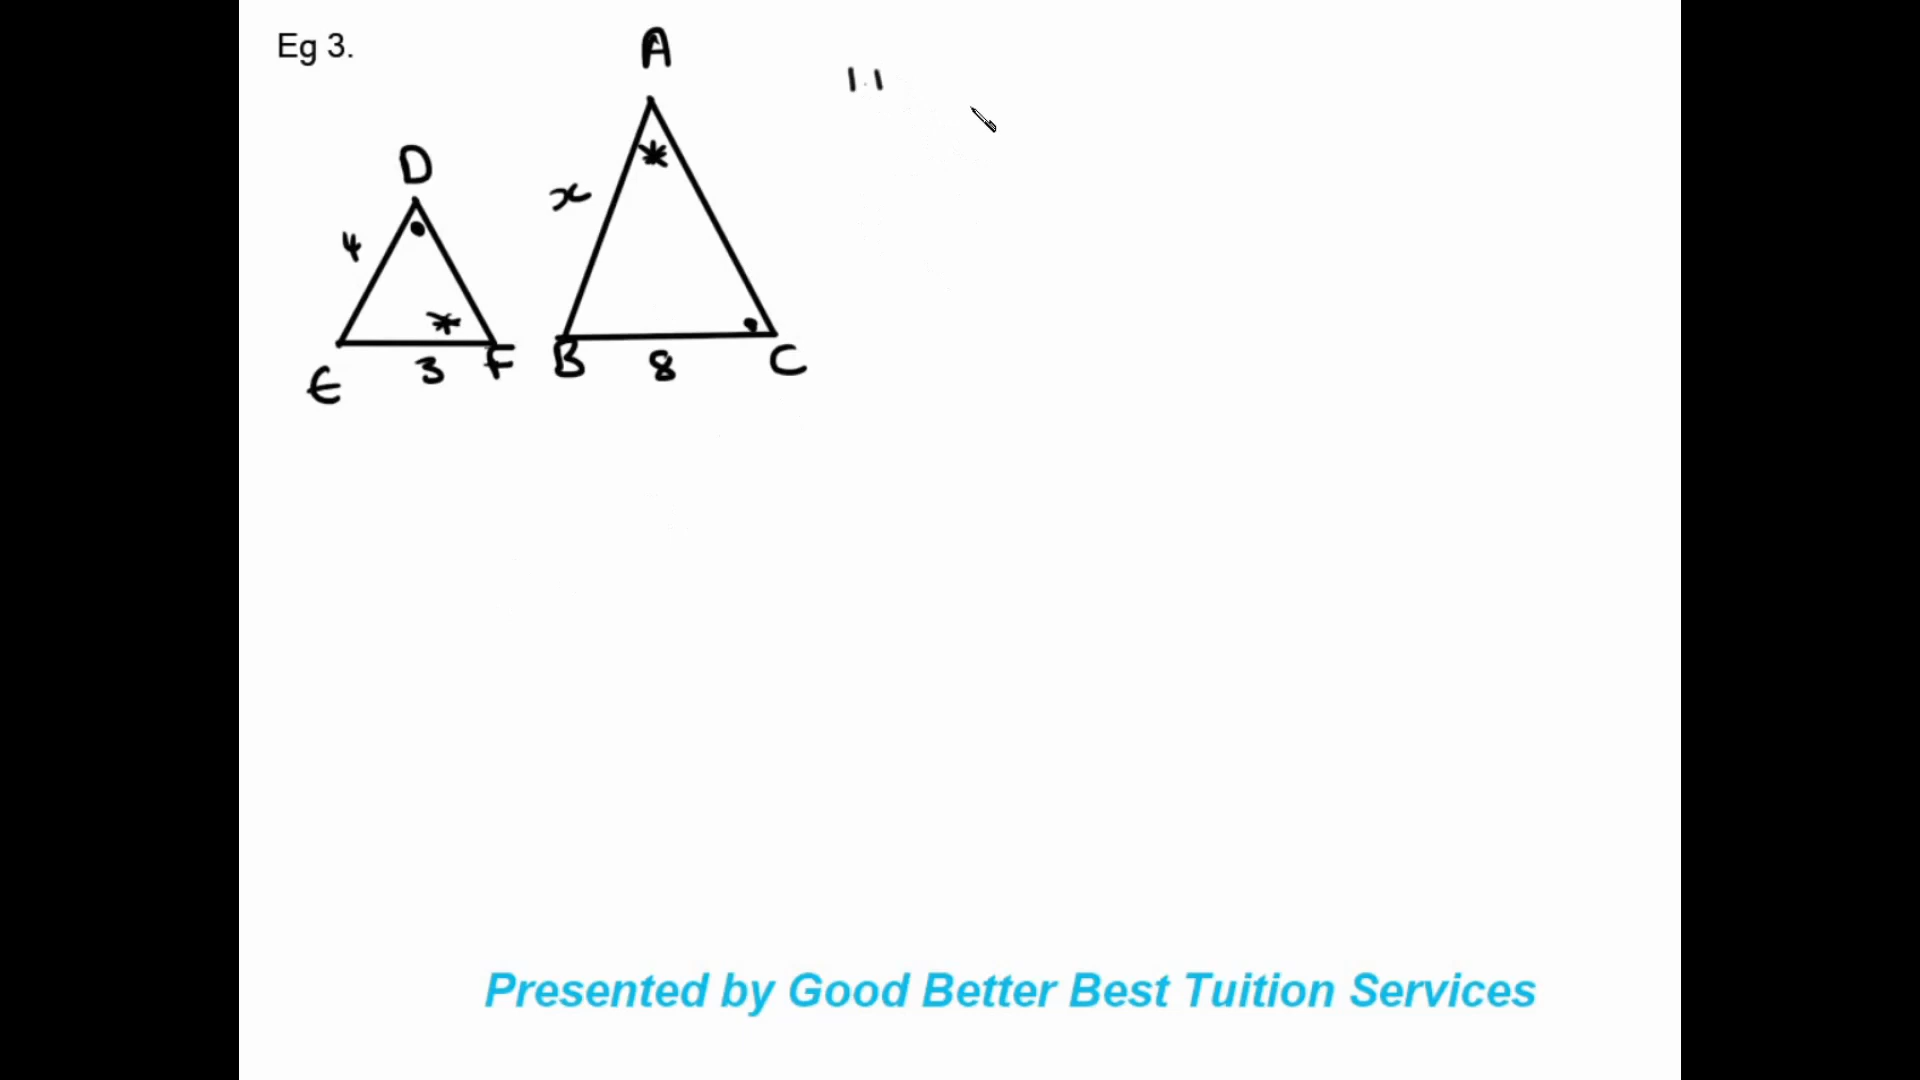 Eg 3.
A
D
x
4
E
3
F
B
8
C
Presented by Good Better Best Tuition Services